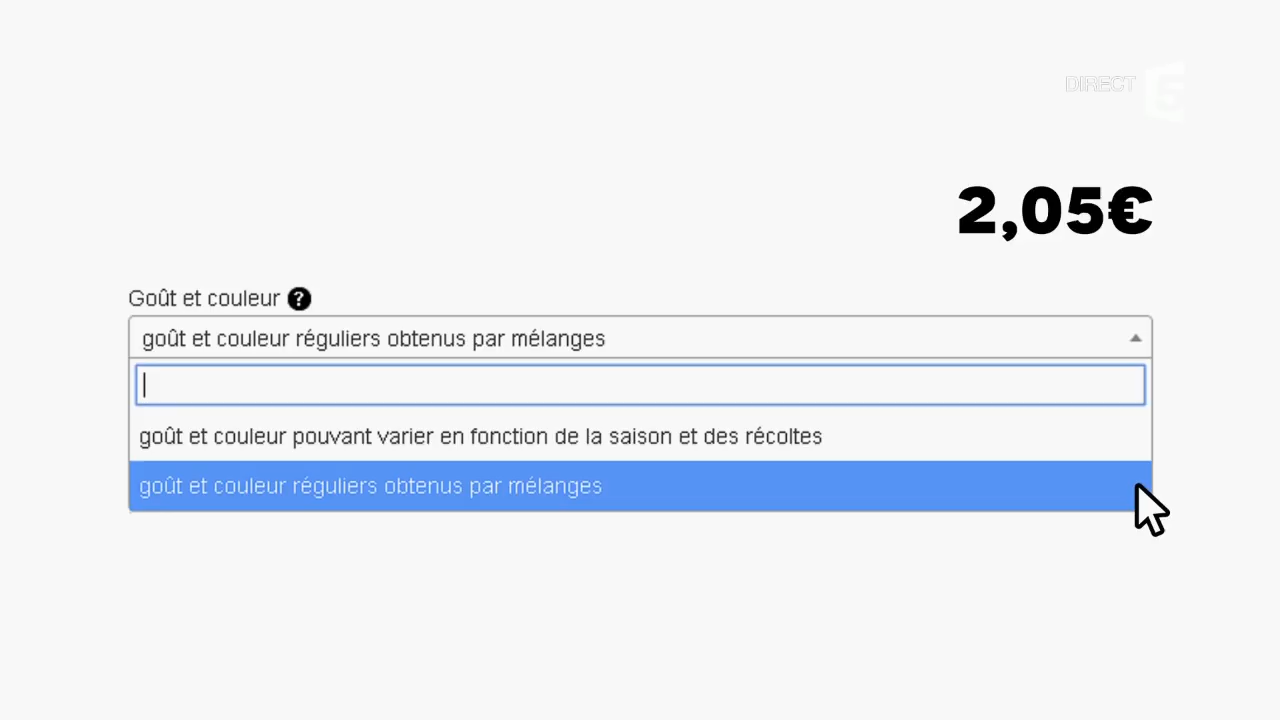 DIRECT
2,05€
Goût et couleur ?
goût et couleur réguliers obtenus par mélanges
goût et couleur pouvant varier en fonction de la saison et des récoltes
goût et couleur réguliers obtenus par mélanges